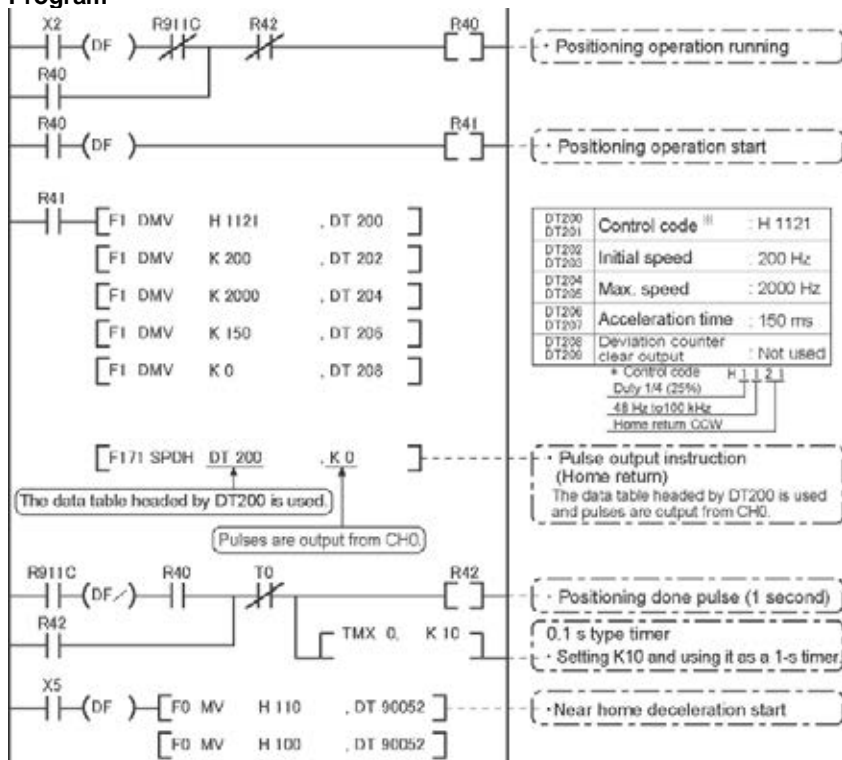 Program
X2 R911C R42 R40
(DF )
· Positioning operation running
R40
R40 R41
(DF )
· Positioning operation start
R41
F1 DMV H 1121 , DT 200
F1 DMV K 200 , DT 202
F1 DMV K 2000 , DT 204
F1 DMV K 150 , DT 206
F1 DMV K 0 , DT 208
DT200 DT201 Control code ※ : H 1121
DT202 DT203 Initial speed : 200 Hz
DT204 DT205 Max. speed : 2000 Hz
DT206 DT207 Acceleration time : 150 ms
DT208 DT209 Deviation counter clear output : Not used
* Control code H 1 1 2 1
Duty 1/4 (25%)
48 Hz to100 kHz
Home return CCW
F171 SPDH DT 200 , K 0
· Pulse output instruction
(Home return)
The data table headed by DT200 is used
and pulses are output from CH0.
The data table headed by DT200 is used.
Pulses are output from CH0.
R911C R40 T0 R42
(DF/)
· Positioning done pulse (1 second)
R42
TMX 0, K 10
0.1 s type timer
· Setting K10 and using it as a 1-s timer
X5
(DF ) F0 MV H 110 , DT 90052
·Near home deceleration start
F0 MV H 100 , DT 90052